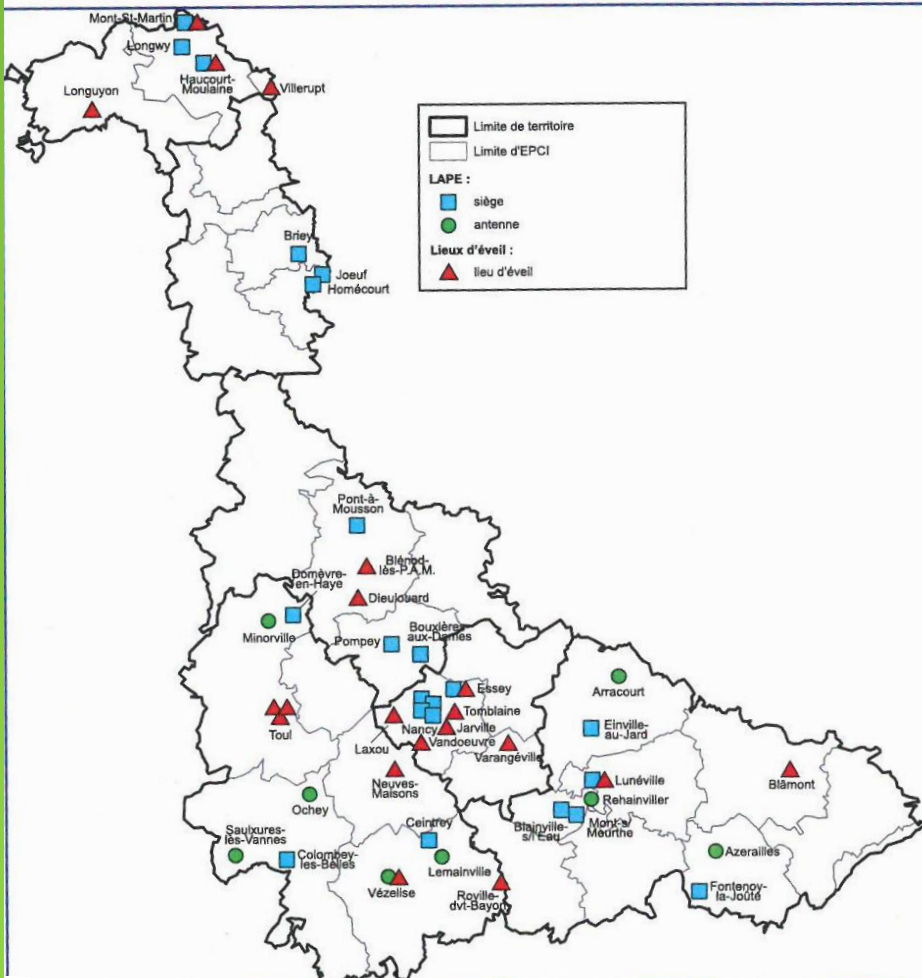 Mont-St-Martin
Longwy
Haucourt-
Moulaine
Villerupt
Longuyon
Limite de territoire
Limite d'EPCI
LAPE :
siège
antenne
Lieux d'éveil :
lieu d'éveil
Briey
Joeuf
Homécourt
Pont-à-
Mousson
Blénod-
lès-P.A.M.
Domèvre-
en-Haye
Dieulouard
Minorville
Pompey
Bouxières-
aux-Dames
Essey
Arracourt
Tomblaine
Nancy
Jarville
Einville-
au-Jard
Toul
Laxou
Vandoeuvre
Varangéville
Neuves-
Maisons
Lunéville
Blâmont
Rehainviller
Ochey
Ceintrey
Blainville-
s/l'Eau
Mont-s/
Meurthe
Saulxures-
lès-Vannes
Colombey-
les-Belles
Lemainville
Azerailles
Vézelise
Roville-
dvt-Bayon
Fontenoy-
la-Joûte